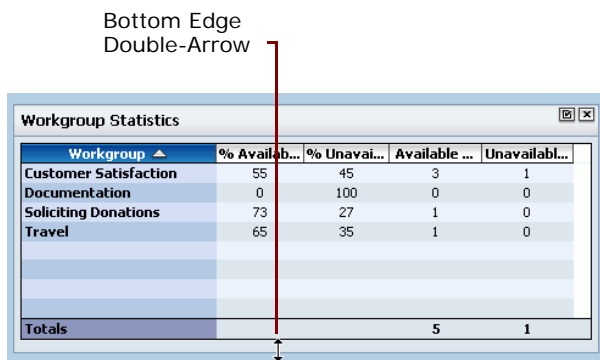 Bottom Edge
Double-Arrow
Workgroup Statistics
Workgroup % Availab... % Unavai... Available ... Unavailabl...
Customer Satisfaction 55 45 3 1
Documentation 0 100 0 0
Soliciting Donations 73 27 1 0
Travel 65 35 1 0
Totals 5 1